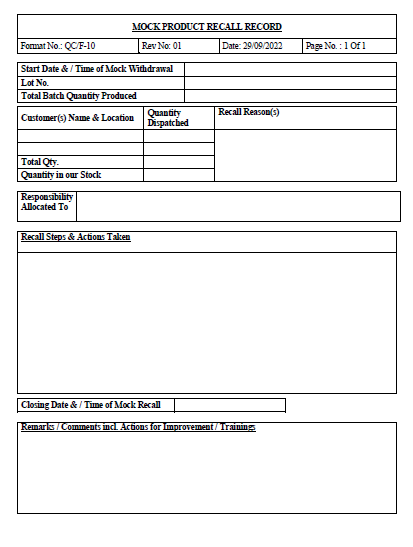 MOCK PRODUCT RECALL RECORD
Format No.: QC/F-10 Rev No: 01 Date: 29/09/2022 Page No. : 1 Of 1
Start Date & / Time of Mock Withdrawal
Lot No.
Total Batch Quantity Produced
Customer(s) Name & Location Quantity Dispatched Recall Reason(s)
Total Qty.
Quantity in our Stock
Responsibility
Allocated To
Recall Steps & Actions Taken
Closing Date & / Time of Mock Recall
Remarks / Comments incl. Actions for Improvement / Trainings